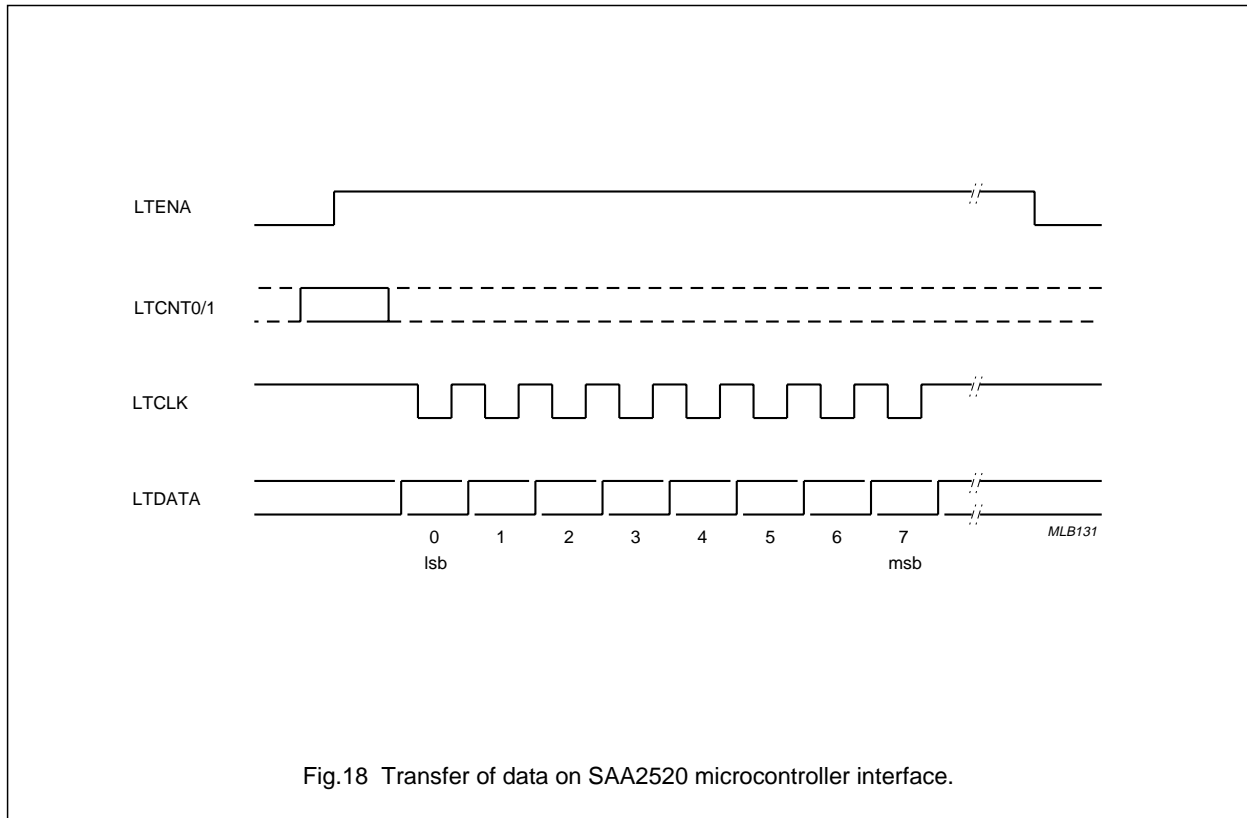 LTENA
LTCNT0/1
LTCLK
LTDATA
0 1 2 3 4 5 6 7
lsb msb
MLB131
Fig.18 Transfer of data on SAA2520 microcontroller interface.